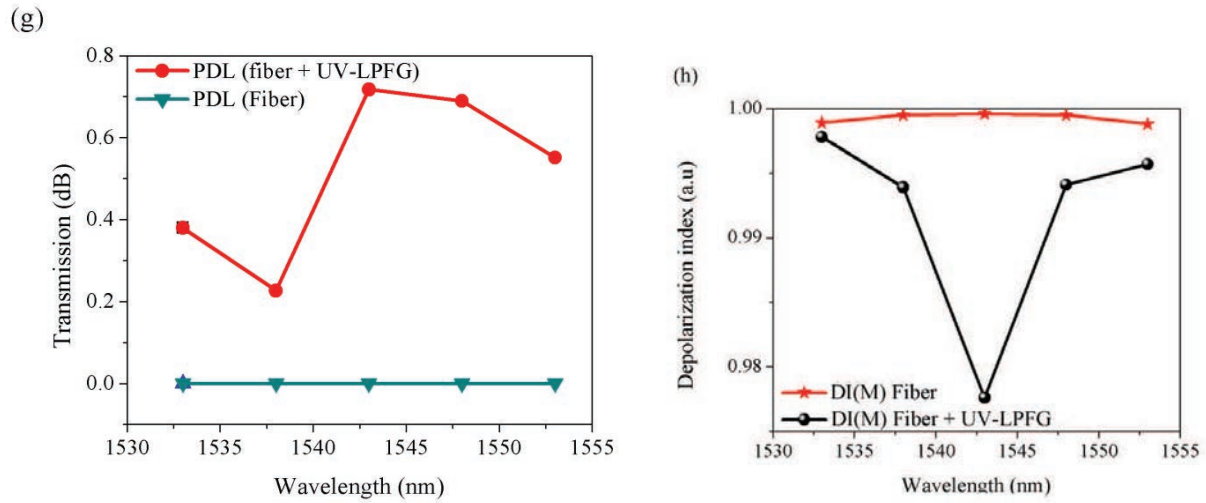 (g)
0.8
0.6
0.4
0.2
0.0
Transmission (dB)
PDL (fiber + UV-LPFG)
PDL (Fiber)
1530 1535 1540 1545 1550 1555
Wavelength (nm)
(h)
1.00
0.99
0.98
Depolarization index (a.u)
DI(M) Fiber
DI(M) Fiber + UV-LPFG
1530 1535 1540 1545 1550 1555
Wavelength (nm)